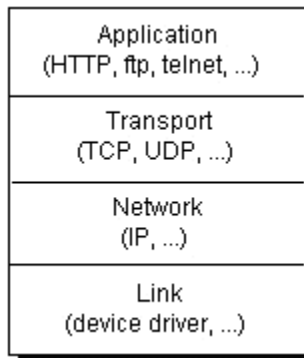 Application
(HTTP, ftp, telnet, ...)
Transport
(TCP, UDP, ...)
Network
(IP, ...)
Link
(device driver, ...)